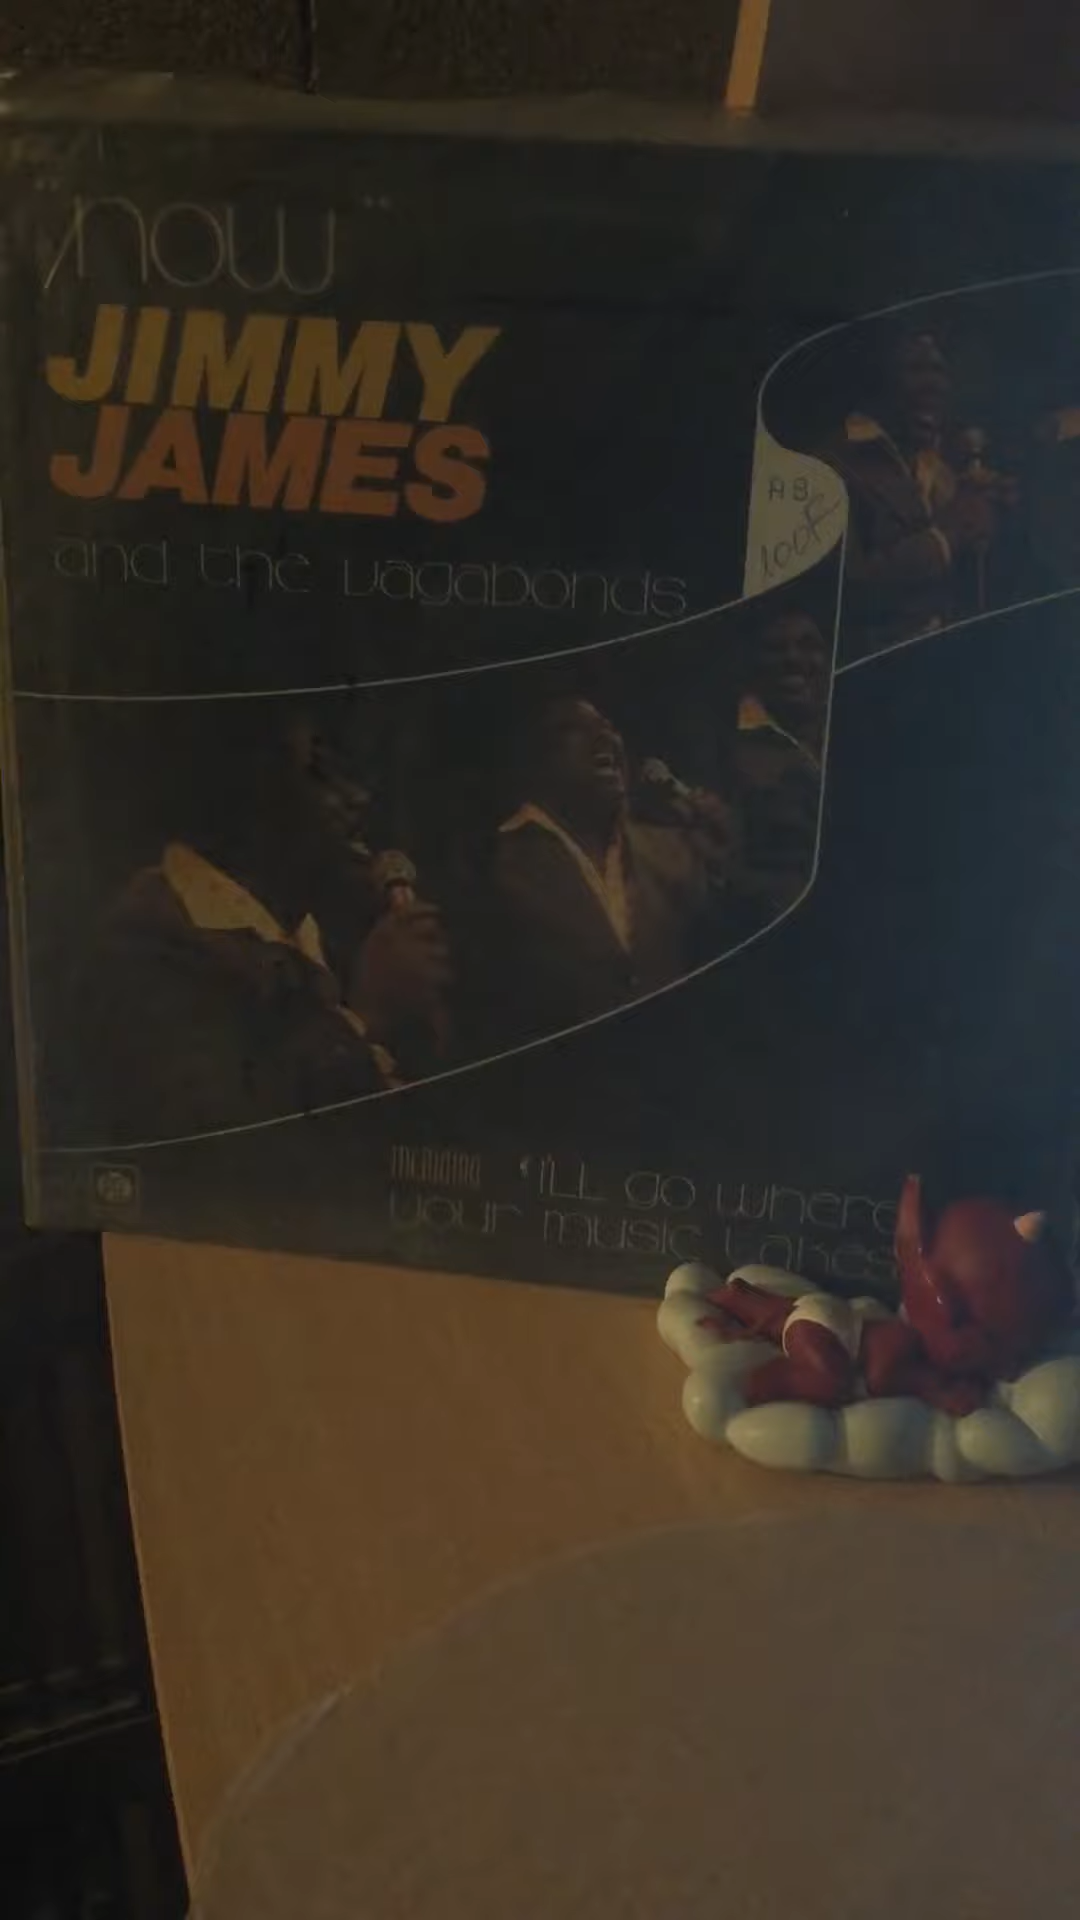 "now"
JIMMY
JAMES
and the vagabonds
AB
100F
including "I'LL go where
your music takes